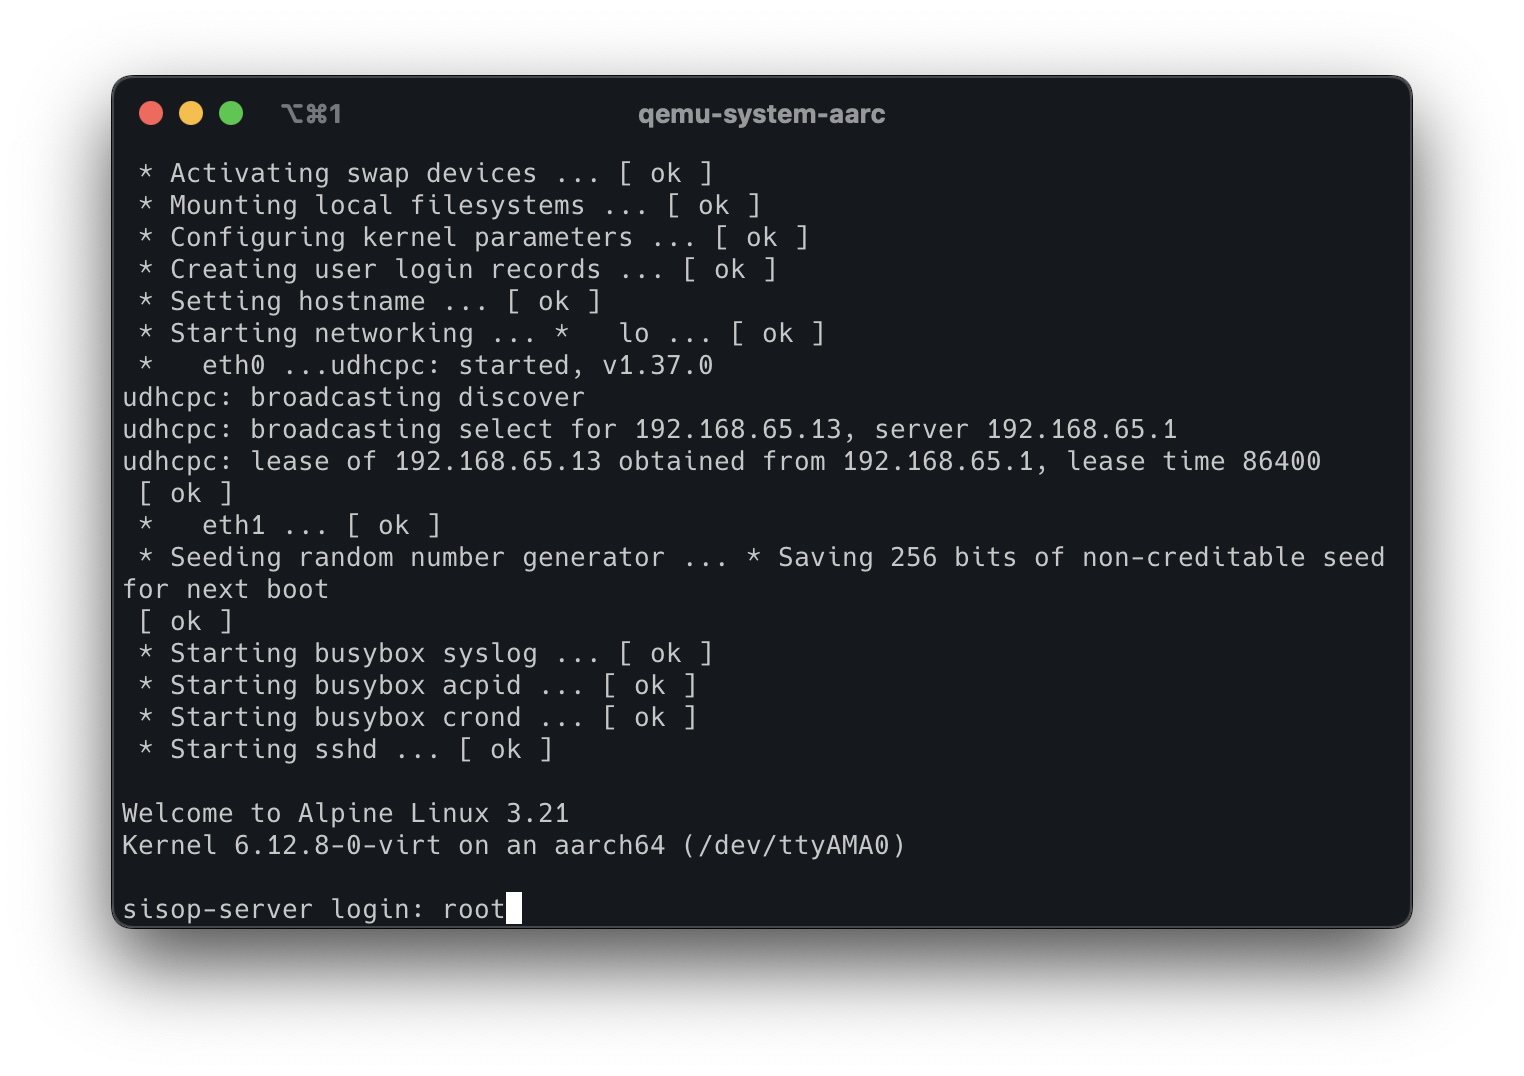 ⌥⌘1
qemu-system-aarc
* Activating swap devices ... [ ok ]
* Mounting local filesystems ... [ ok ]
* Configuring kernel parameters ... [ ok ]
* Creating user login records ... [ ok ]
* Setting hostname ... [ ok ]
* Starting networking ... *   lo ... [ ok ]
*   eth0 ...udhcpc: started, v1.37.0
udhcpc: broadcasting discover
udhcpc: broadcasting select for 192.168.65.13, server 192.168.65.1
udhcpc: lease of 192.168.65.13 obtained from 192.168.65.1, lease time 86400
[ ok ]
*   eth1 ... [ ok ]
* Seeding random number generator ... * Saving 256 bits of non-creditable seed
for next boot
[ ok ]
* Starting busybox syslog ... [ ok ]
* Starting busybox acpid ... [ ok ]
* Starting busybox crond ... [ ok ]
* Starting sshd ... [ ok ]
Welcome to Alpine Linux 3.21
Kernel 6.12.8-0-virt on an aarch64 (/dev/ttyAMA0)
sisop-server login: root